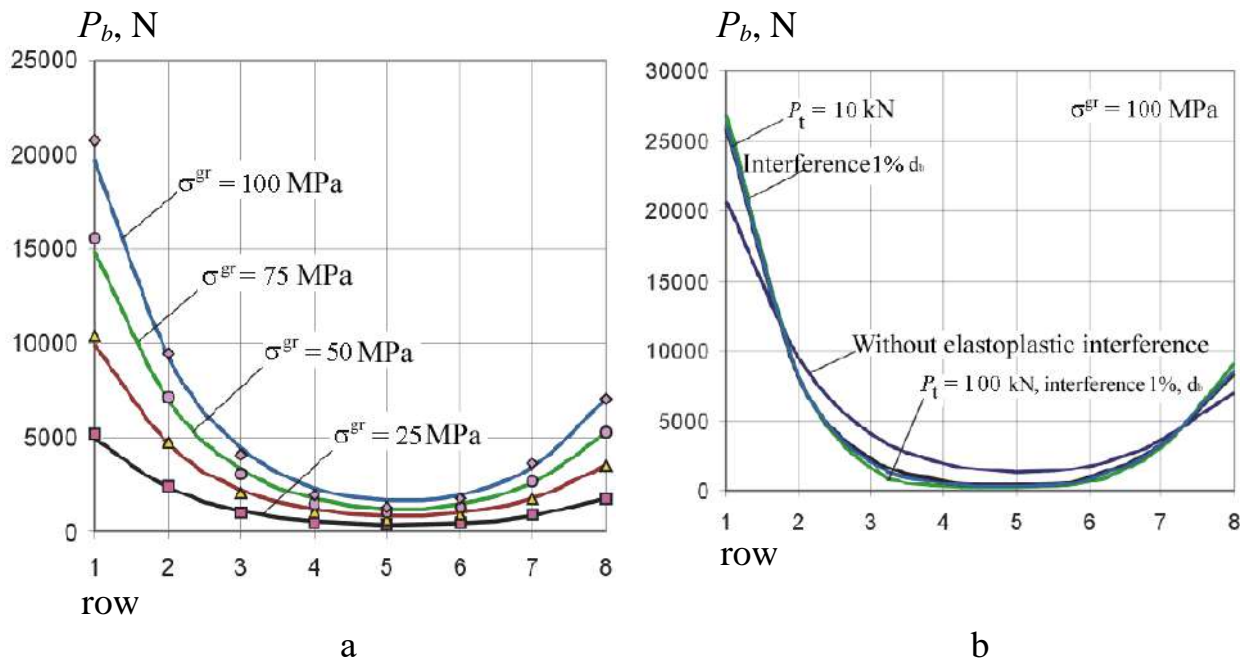 P_b, N
25000
20000
15000
10000
5000
0
σ^gr = 100 MPa
σ^gr = 75 MPa
σ^gr = 50 MPa
σ^gr = 25 MPa
1 2 3 4 5 6 7 8
row
a
P_b, N
30000
25000
20000
15000
10000
5000
0
P_t = 10 kN
σ^gr = 100 MPa
Interference 1% d_b
Without elastoplastic interference
P_t = 100 kN, interference 1%, d_b
1 2 3 4 5 6 7 8
row
b